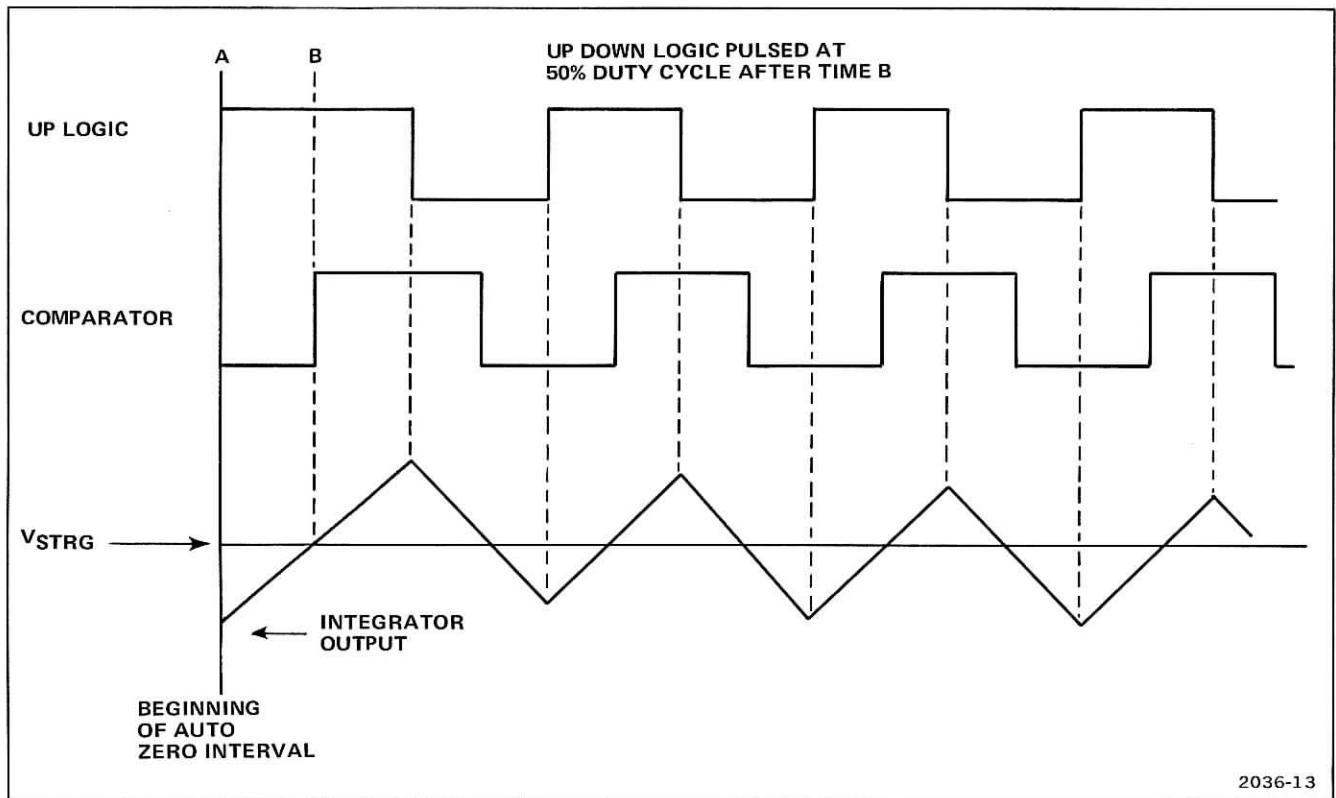 A
B
UP DOWN LOGIC PULSED AT
50% DUTY CYCLE AFTER TIME B
UP LOGIC
COMPARATOR
VSTRG
INTEGRATOR
OUTPUT
BEGINNING
OF AUTO
ZERO INTERVAL
2036-13